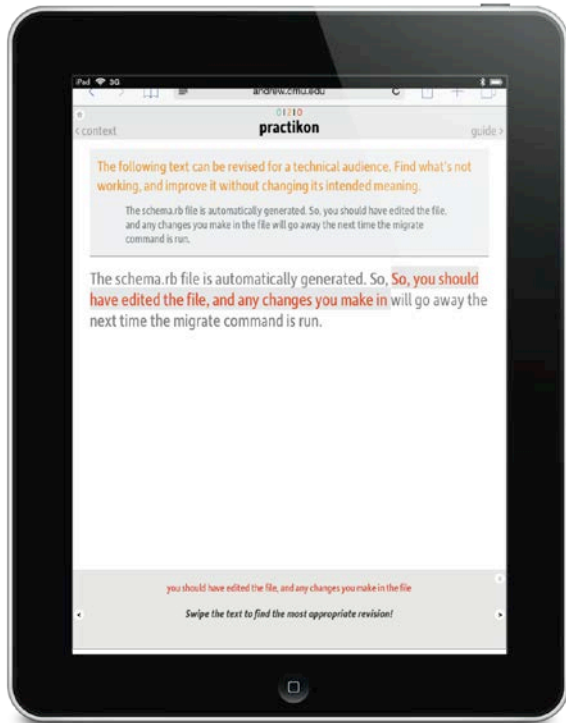 iPad 3G
andrew.cmu.edu
01210
practikon
< context
guide >
The following text can be revised for a technical audience. Find what's not
working, and improve it without changing its intended meaning.
The schema.rb file is automatically generated. So, you should have edited the file,
and any changes you make in the file will go away the next time the migrate
command is run.
The schema.rb file is automatically generated. So, So, you should
have edited the file, and any changes you make in will go away the
next time the migrate command is run.
you should have edited the file, and any changes you make in the file
Swipe the text to find the most appropriate revision!